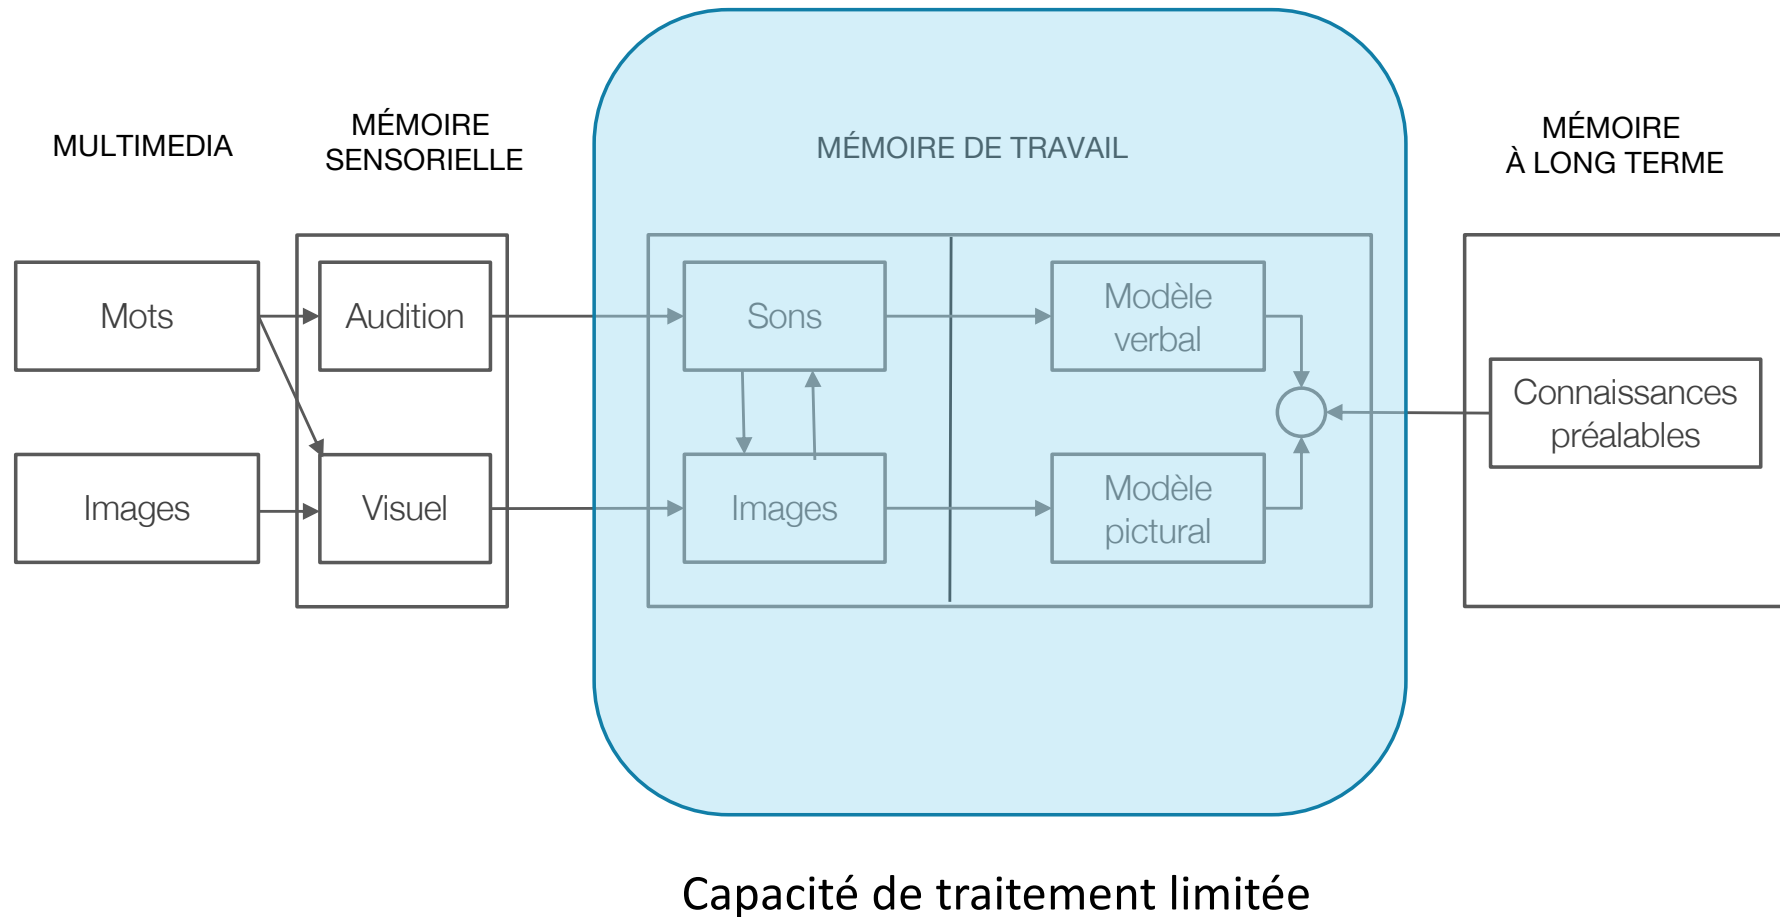 MULTIMEDIA
MÉMOIRE
SENSORIELLE
MÉMOIRE DE TRAVAIL
MÉMOIRE
À LONG TERME
Mots
Audition
Sons
Modèle
verbal
Connaissances
préalables
Images
Visuel
Images
Modèle
pictural
Capacité de traitement limitée